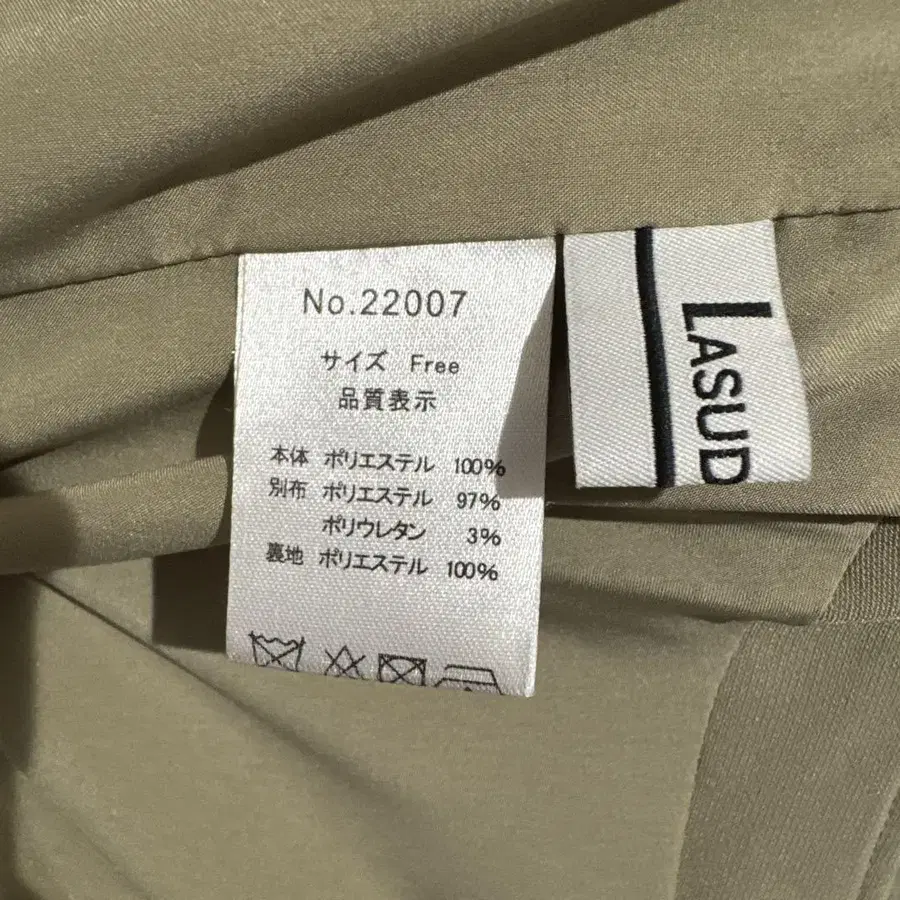 No.22007
サイズ Free
品質表示
本体 ポリエステル 100%
別布 ポリエステル 97%
ポリウレタン 3%
裏地 ポリエステル 100%
LASUD